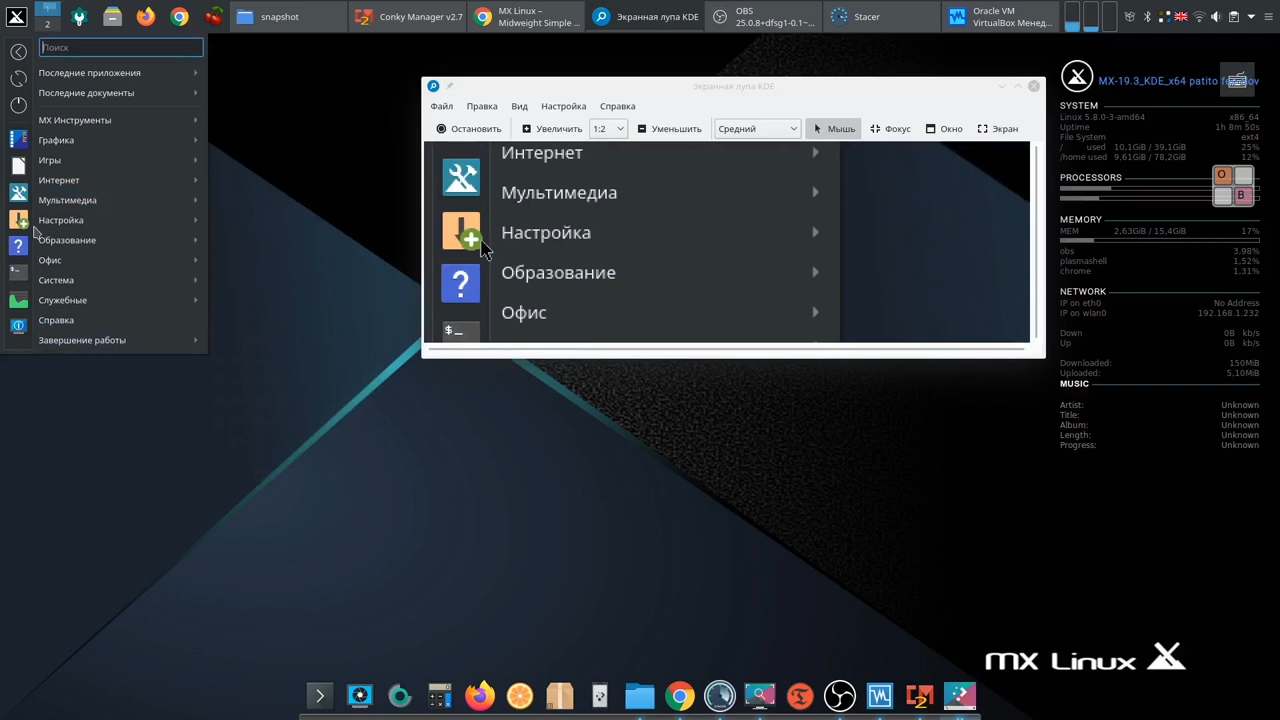 2
snapshot
Conky Manager v2.7
MX Linux –
Midweight Simple ...
Экранная лупа KDE
OBS
25.0.8+dfsg1-0.1~...
Stacer
Oracle VM
VirtualBox Менед...
Поиск
Последние приложения
Последние документы
MX Инструменты
Графика
Игры
Интернет
Мультимедиа
Настройка
Образование
Офис
Система
Служебные
Справка
Завершение работы
Экранная лупа KDE
Файл Правка Вид Настройка Справка
Остановить Увеличить 1:2 Уменьшить Средний Мышь Фокус Окно Экран
Интернет
Мультимедиа
Настройка
Образование
Офис
MX-19.3_KDE_x64 patito
SYSTEM
Linux 5.8.0-3-amd64 x86_64
Uptime 1h 8m 50s
File System ext4
/ used 10,1GiB / 39,1GiB 25%
/home used 9,61GiB / 78,2GiB 12%
PROCESSORS
O
B
MEMORY
MEM 2,63GiB / 15,4GiB 17%
obs 3,98%
plasmashell 1,52%
chrome 1,31%
NETWORK
IP on eth0 No Address
IP on wlan0 192.168.1.232
Down 0B kb/s
Up 0B kb/s
Downloaded: 150MiB
Uploaded: 5,10MiB
MUSIC
Artist: Unknown
Title: Unknown
Album: Unknown
Length: Unknown
Progress: Unknown
MX Linux